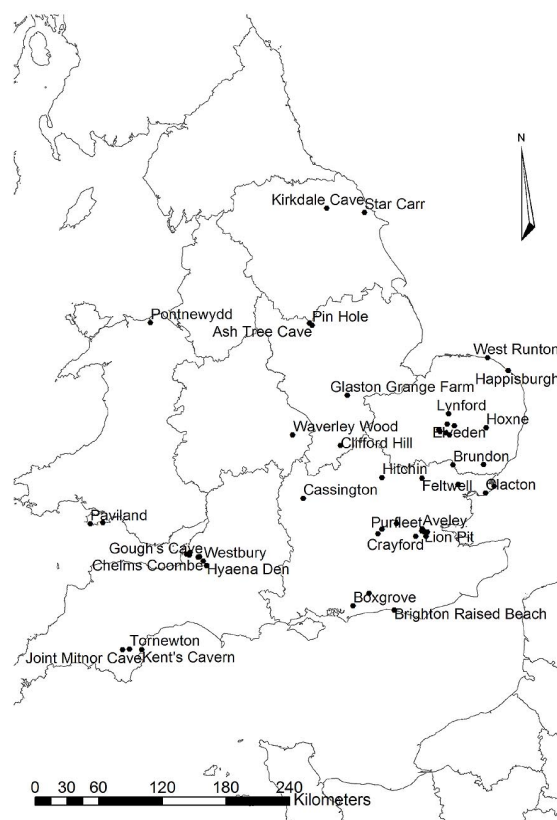 N
Kirkdale Cave
Star Carr
Pontnewydd
Pin Hole
Ash Tree Cave
West Runton
Happisburgh
Glaston Grange Farm
Lynford
Hoxne
Waverley Wood
Elveden
Clifford Hill
Brundon
Hitchin
Feltwell
Clacton
Cassington
Paviland
Purfleet
Aveley
Crayford
Lion Pit
Gough's Cave
Westbury
Chelms Coombe
Hyaena Den
Boxgrove
Brighton Raised Beach
Tornewton
Joint Mitnor Cave
Kent's Cavern
0 30 60 120 180 240
Kilometers